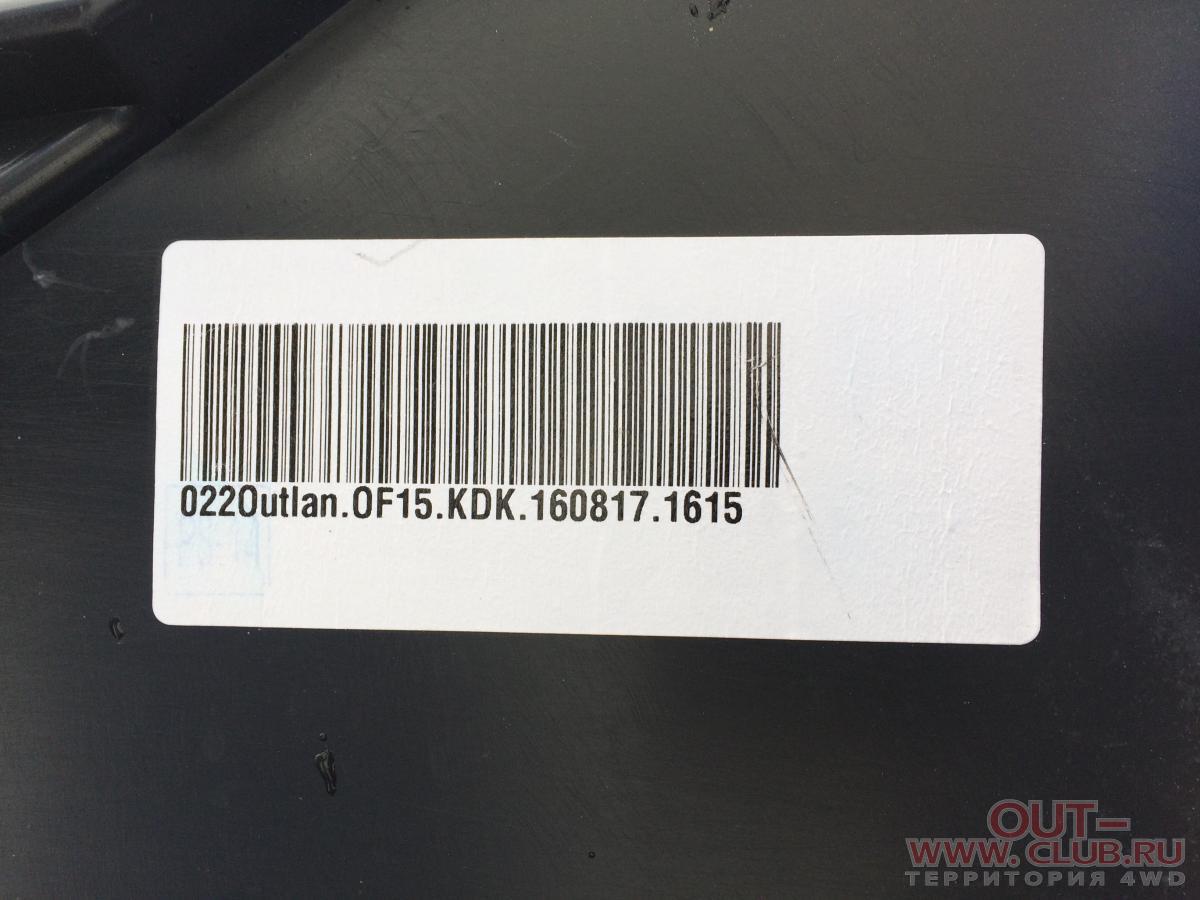 022Outlan.OF15.KDK.160817.1615
OUT-
WWW.CLUB.RU
ТЕРРИТОРИЯ 4WD